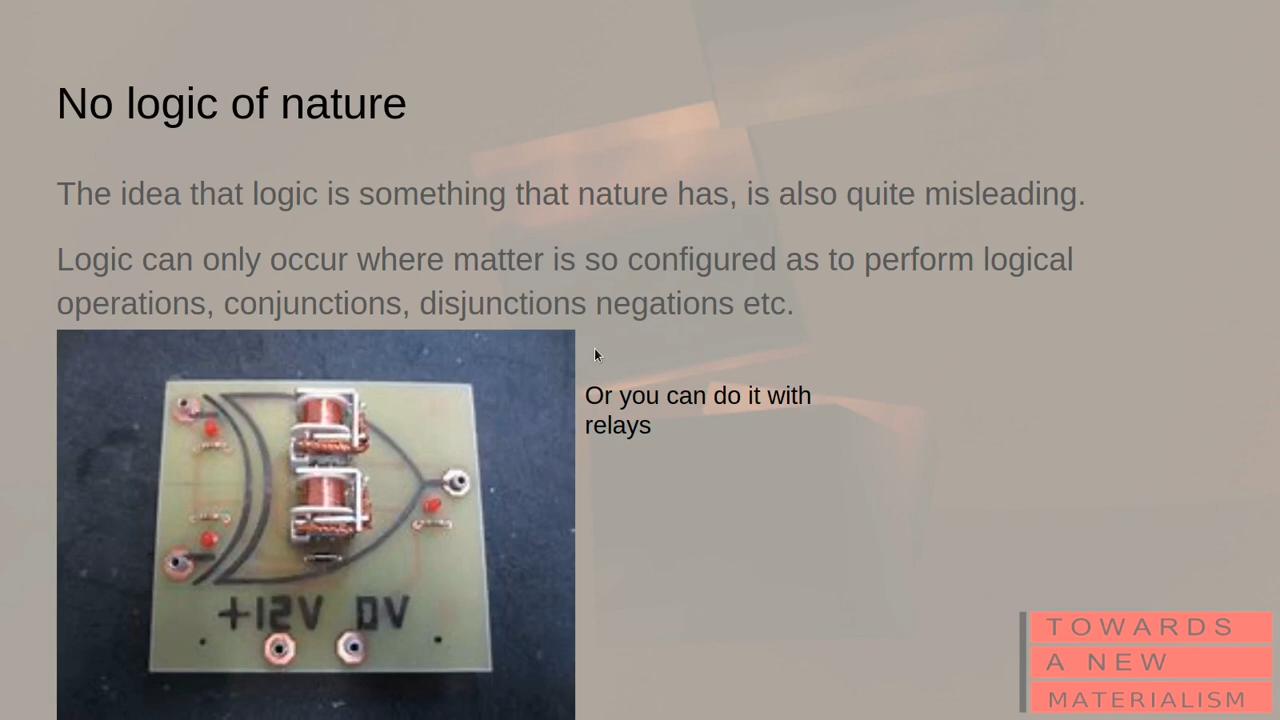 No logic of nature
The idea that logic is something that nature has, is also quite misleading.
Logic can only occur where matter is so configured as to perform logical
operations, conjunctions, disjunctions negations etc.
Or you can do it with
relays
+12V 0V
TOWARDS
A NEW
MATERIALISM